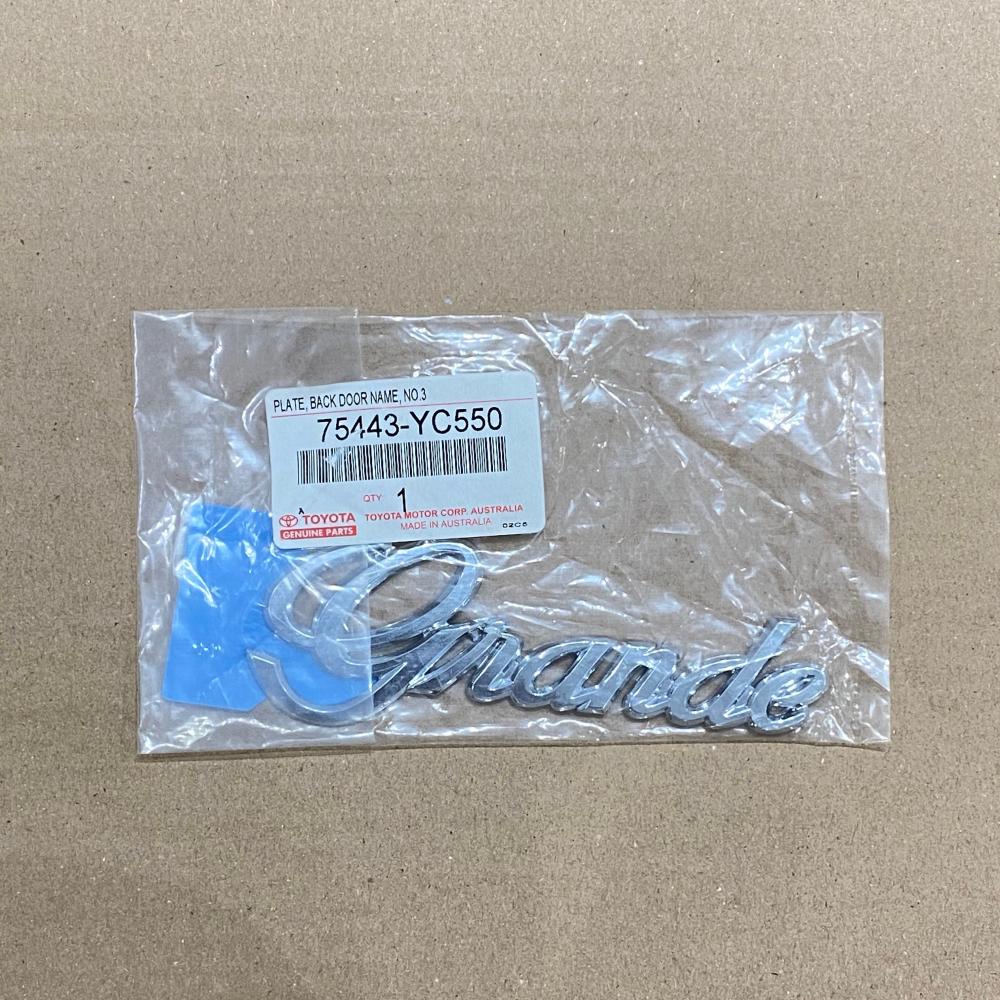 PLATE, BACK DOOR NAME, NO.3
75443-YC550
QTY 1
TOYOTA
GENUINE PARTS
TOYOTA MOTOR CORP. AUSTRALIA
MADE IN AUSTRALIA 02C6
Grande